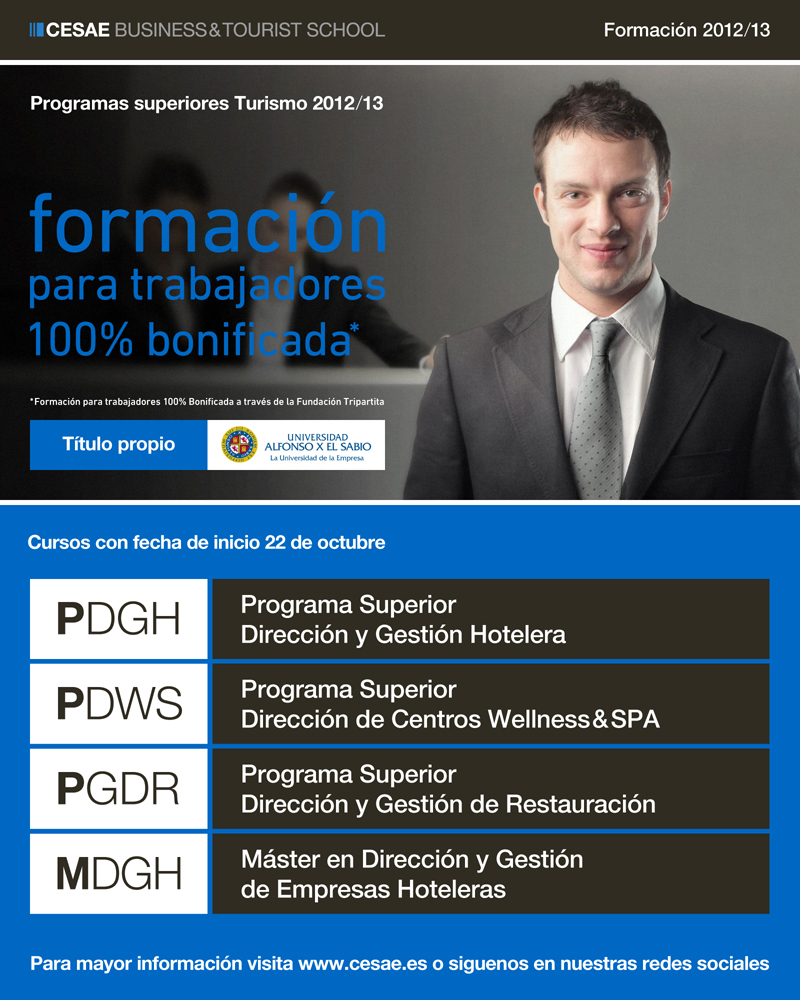 CESAE BUSINESS&TOURIST SCHOOL
Formación 2012/13
Programas superiores Turismo 2012/13
formación
para trabajadores
100% bonificada*
*Formación para trabajadores 100% Bonificada a través de la Fundación Tripartita
Título propio
UNIVERSIDAD
ALFONSO X EL SABIO
La Universidad de la Empresa
Cursos con fecha de inicio 22 de octubre
PDGH
Programa Superior
Dirección y Gestión Hotelera
PDWS
Programa Superior
Dirección de Centros Wellness&SPA
PGDR
Programa Superior
Dirección y Gestión de Restauración
MDGH
Máster en Dirección y Gestión
de Empresas Hoteleras
Para mayor información visita www.cesae.es o siguenos en nuestras redes sociales